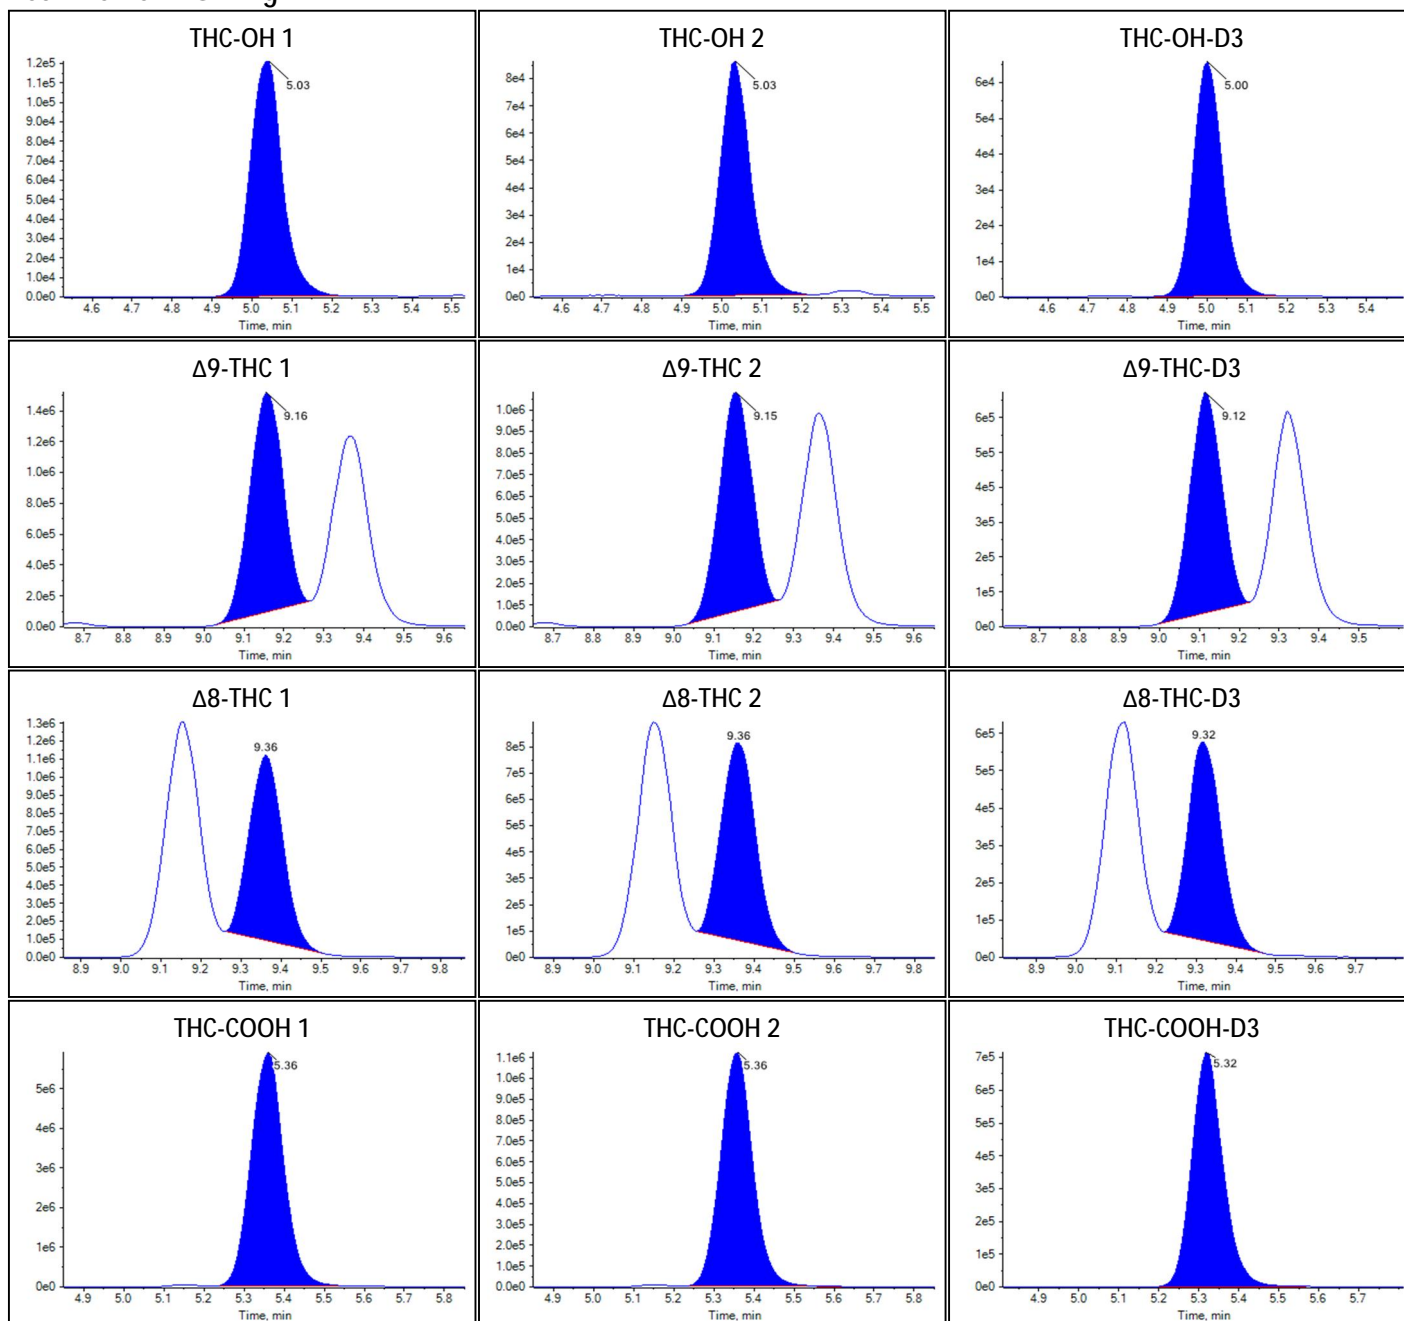 THC-OH 1
THC-OH 2
THC-OH-D3
1.2e5
1.1e5
1.0e5
9.0e4
8.0e4
7.0e4
6.0e4
5.0e4
4.0e4
3.0e4
2.0e4
1.0e4
0.0e0
5.03
4.6 4.7 4.8 4.9 5.0 5.1 5.2 5.3 5.4 5.5
Time, min
8e4
7e4
6e4
5e4
4e4
3e4
2e4
1e4
0e0
5.03
4.6 4.7 4.8 4.9 5.0 5.1 5.2 5.3 5.4 5.5
Time, min
6e4
5e4
4e4
3e4
2e4
1e4
0e0
5.00
4.6 4.7 4.8 4.9 5.0 5.1 5.2 5.3 5.4
Time, min
Δ9-THC 1
Δ9-THC 2
Δ9-THC-D3
1.4e6
1.2e6
1.0e6
8.0e5
6.0e5
4.0e5
2.0e5
0.0e0
9.16
8.7 8.8 8.9 9.0 9.1 9.2 9.3 9.4 9.5 9.6
Time, min
1.0e6
9.0e5
8.0e5
7.0e5
6.0e5
5.0e5
4.0e5
3.0e5
2.0e5
1.0e5
0.0e0
9.15
8.7 8.8 8.9 9.0 9.1 9.2 9.3 9.4 9.5 9.6
Time, min
6e5
5e5
4e5
3e5
2e5
1e5
0e0
9.12
8.7 8.8 8.9 9.0 9.1 9.2 9.3 9.4 9.5
Time, min
Δ8-THC 1
Δ8-THC 2
Δ8-THC-D3
1.3e6
1.2e6
1.1e6
1.0e6
9.0e5
8.0e5
7.0e5
6.0e5
5.0e5
4.0e5
3.0e5
2.0e5
1.0e5
0.0e0
9.36
8.9 9.0 9.1 9.2 9.3 9.4 9.5 9.6 9.7 9.8
Time, min
8e5
7e5
6e5
5e5
4e5
3e5
2e5
1e5
0e0
9.36
8.9 9.0 9.1 9.2 9.3 9.4 9.5 9.6 9.7 9.8
Time, min
6e5
5e5
4e5
3e5
2e5
1e5
0e0
9.32
8.9 9.0 9.1 9.2 9.3 9.4 9.5 9.6 9.7
Time, min
THC-COOH 1
THC-COOH 2
THC-COOH-D3
5e6
4e6
3e6
2e6
1e6
0e0
5.36
4.9 5.0 5.1 5.2 5.3 5.4 5.5 5.6 5.7 5.8
Time, min
1.1e6
1.0e6
9.0e5
8.0e5
7.0e5
6.0e5
5.0e5
4.0e5
3.0e5
2.0e5
1.0e5
0.0e0
5.36
4.9 5.0 5.1 5.2 5.3 5.4 5.5 5.6 5.7 5.8
Time, min
7e5
6e5
5e5
4e5
3e5
2e5
1e5
0e0
5.32
4.9 5.0 5.1 5.2 5.3 5.4 5.5 5.6 5.7
Time, min